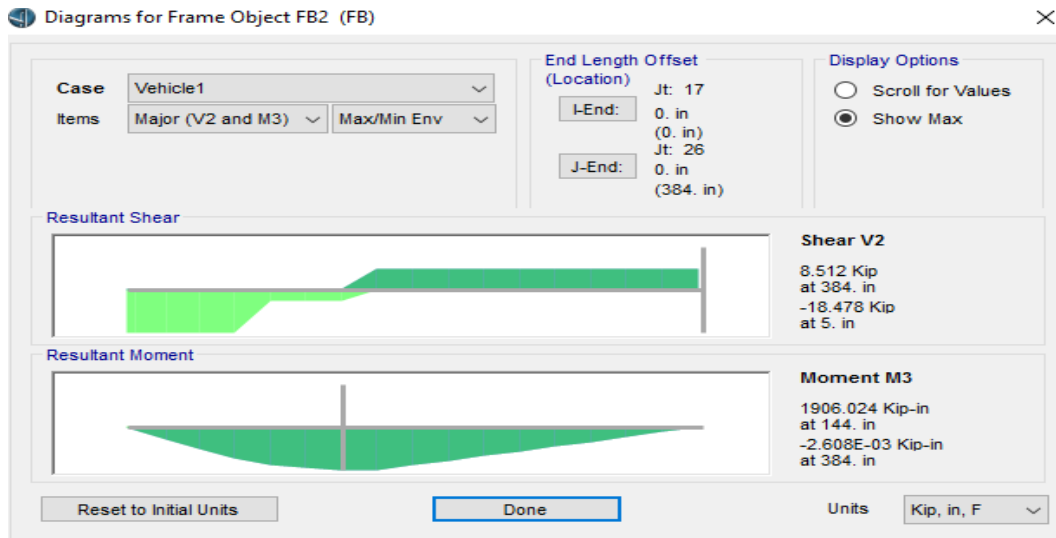 Diagrams for Frame Object FB2 (FB)
Case
Vehicle1
Items
Major (V2 and M3)
Max/Min Env
End Length Offset
(Location)
I-End:
Jt: 17
0. in
(0. in)
J-End:
Jt: 26
0. in
(384. in)
Display Options
Scroll for Values
Show Max
Resultant Shear
Shear V2
8.512 Kip
at 384. in
-18.478 Kip
at 5. in
Resultant Moment
Moment M3
1906.024 Kip-in
at 144. in
-2.608E-03 Kip-in
at 384. in
Reset to Initial Units
Done
Units
Kip, in, F